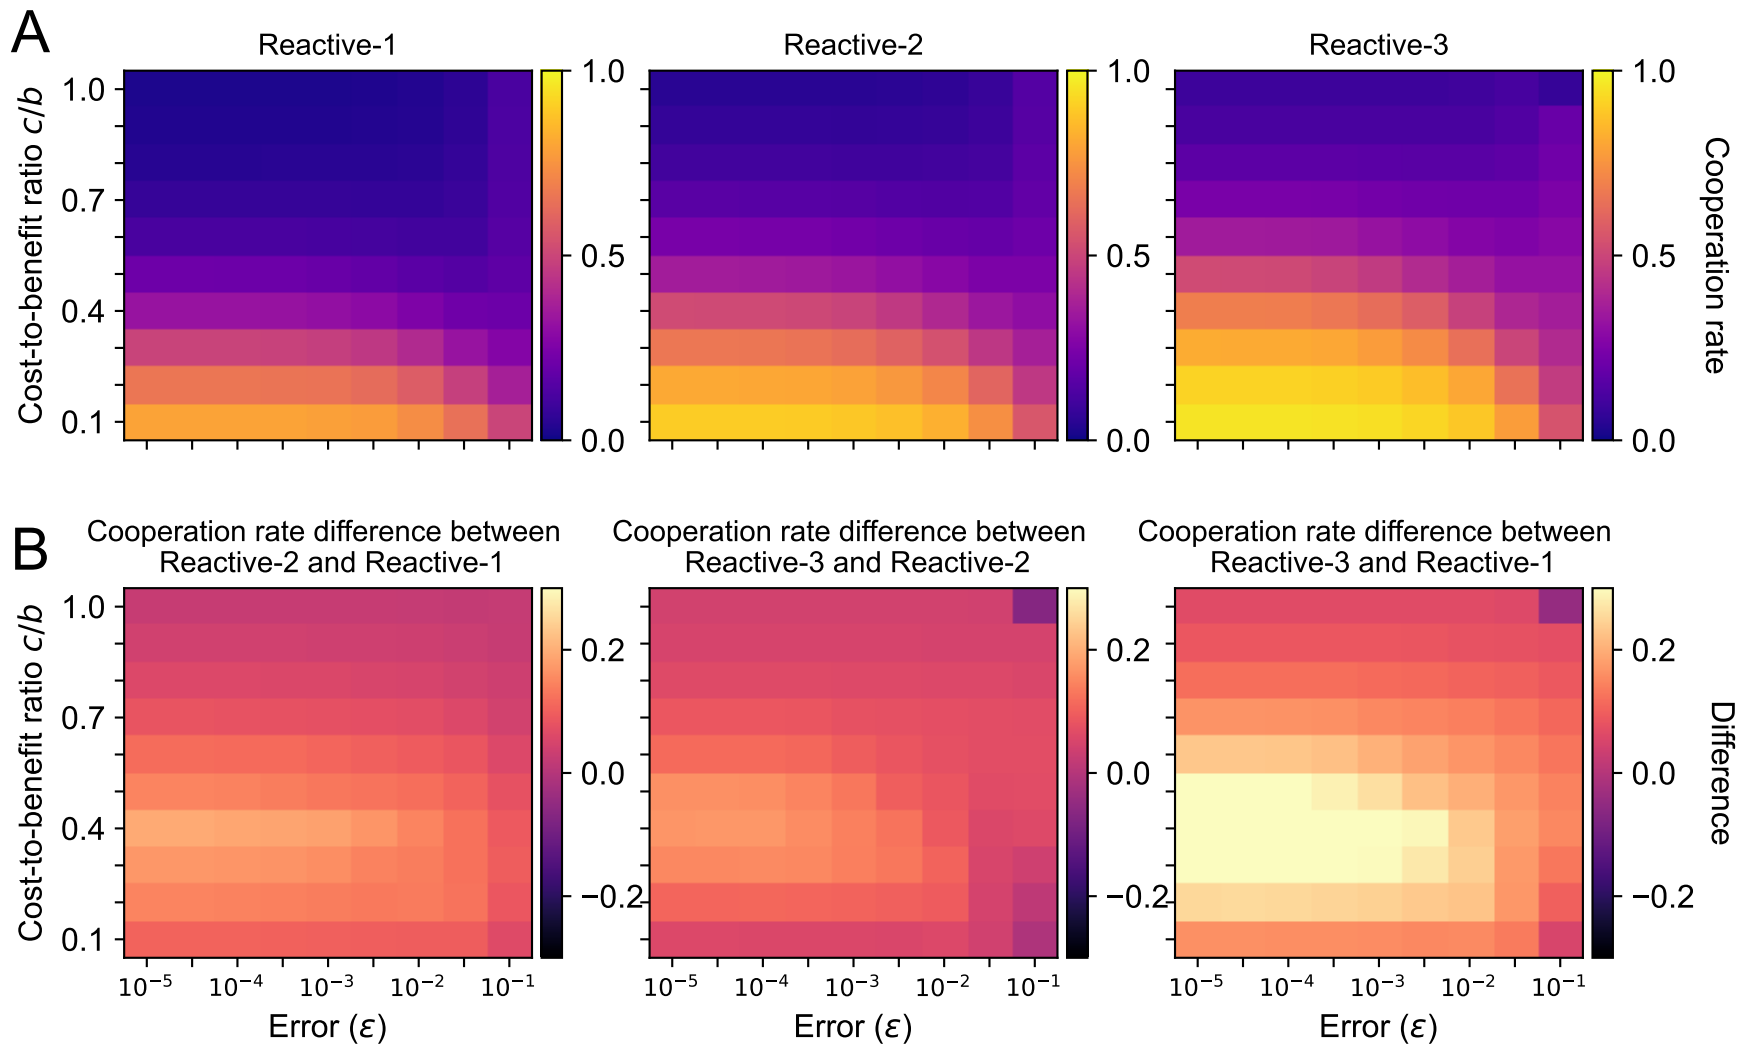 A
Reactive-1
Reactive-2
Reactive-3
Cost-to-benefit ratio c/b
1.0
0.7
0.4
0.1
1.0
0.5
0.0
1.0
0.5
0.0
1.0
0.5
0.0
Cooperation rate
B
Cooperation rate difference between
Reactive-2 and Reactive-1
Cooperation rate difference between
Reactive-3 and Reactive-2
Cooperation rate difference between
Reactive-3 and Reactive-1
Cost-to-benefit ratio c/b
1.0
0.7
0.4
0.1
0.2
0.0
−0.2
0.2
0.0
−0.2
0.2
0.0
−0.2
Difference
10⁻⁵ 10⁻⁴ 10⁻³ 10⁻² 10⁻¹
10⁻⁵ 10⁻⁴ 10⁻³ 10⁻² 10⁻¹
10⁻⁵ 10⁻⁴ 10⁻³ 10⁻² 10⁻¹
Error (ε)
Error (ε)
Error (ε)